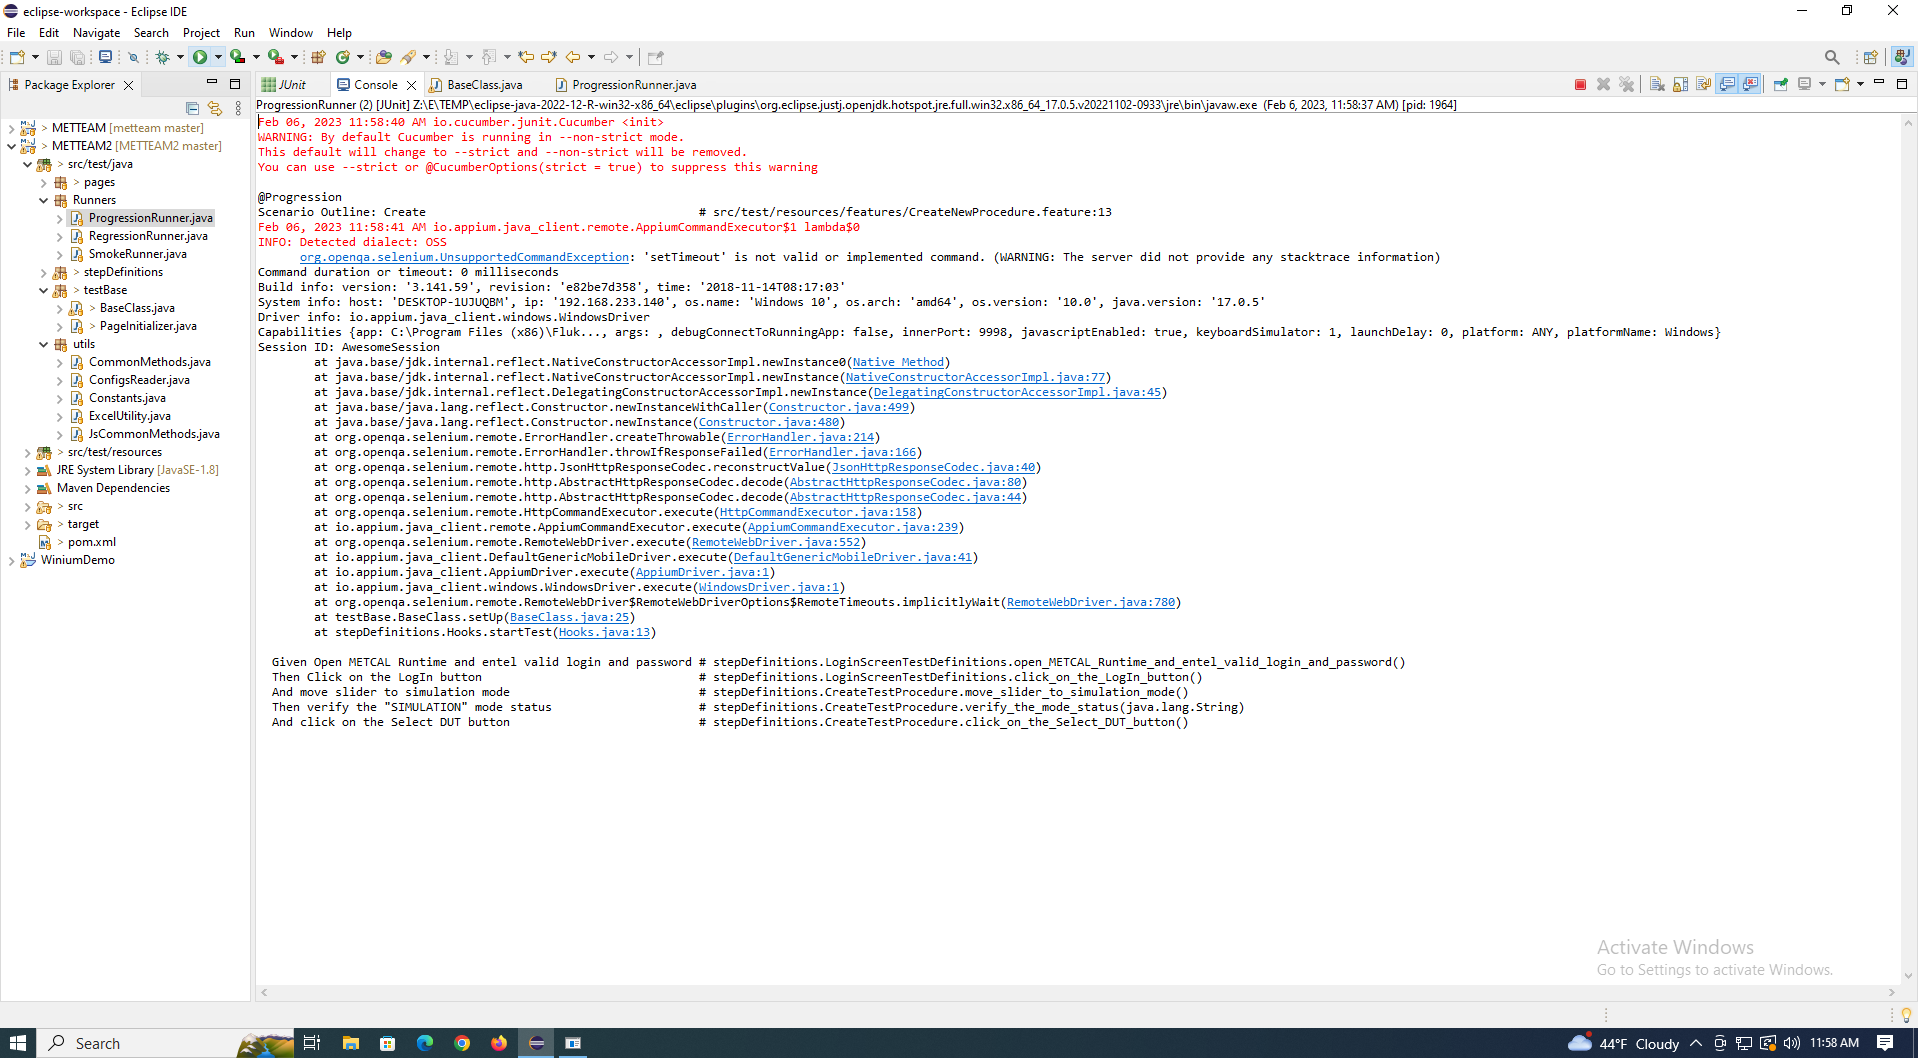 eclipse-workspace - Eclipse IDE
File Edit Navigate Search Project Run Window Help
Package Explorer
JUnit Console BaseClass.java ProgressionRunner.java
ProgressionRunner (2) [JUnit] Z:\E\TEMP\eclipse-java-2022-12-R-win32-x86_64\eclipse\plugins\org.eclipse.justj.openjdk.hotspot.jre.full.win32.x86_64_17.0.5.v20221102-0933\jre\bin\javaw.exe (Feb 6, 2023, 11:58:37 AM) [pid: 1964]
> METTEAM [metteam master]
> METTEAM2 [METTEAM2 master]
> src/test/java
> pages
Runners
ProgressionRunner.java
RegressionRunner.java
SmokeRunner.java
> stepDefinitions
> testBase
> BaseClass.java
> PageInitializer.java
utils
CommonMethods.java
ConfigsReader.java
Constants.java
ExcelUtility.java
JsCommonMethods.java
> src/test/resources
JRE System Library [JavaSE-1.8]
Maven Dependencies
> src
> target
> pom.xml
WiniumDemo
Feb 06, 2023 11:58:40 AM io.cucumber.junit.Cucumber <init>
WARNING: By default Cucumber is running in --non-strict mode.
This default will change to --strict and --non-strict will be removed.
You can use --strict or @CucumberOptions(strict = true) to suppress this warning
@Progression
Scenario Outline: Create # src/test/resources/features/CreateNewProcedure.feature:13
Feb 06, 2023 11:58:41 AM io.appium.java_client.remote.AppiumCommandExecutor$1 lambda$0
INFO: Detected dialect: OSS
org.openqa.selenium.UnsupportedCommandException: 'setTimeout' is not valid or implemented command. (WARNING: The server did not provide any stacktrace information)
Command duration or timeout: 0 milliseconds
Build info: version: '3.141.59', revision: 'e82be7d358', time: '2018-11-14T08:17:03'
System info: host: 'DESKTOP-1UJUQBM', ip: '192.168.233.140', os.name: 'Windows 10', os.arch: 'amd64', os.version: '10.0', java.version: '17.0.5'
Driver info: io.appium.java_client.windows.WindowsDriver
Capabilities {app: C:\Program Files (x86)\Fluk..., args: , debugConnectToRunningApp: false, innerPort: 9998, javascriptEnabled: true, keyboardSimulator: 1, launchDelay: 0, platform: ANY, platformName: Windows}
Session ID: AwesomeSession
at java.base/jdk.internal.reflect.NativeConstructorAccessorImpl.newInstance0(Native Method)
at java.base/jdk.internal.reflect.NativeConstructorAccessorImpl.newInstance(NativeConstructorAccessorImpl.java:77)
at java.base/jdk.internal.reflect.DelegatingConstructorAccessorImpl.newInstance(DelegatingConstructorAccessorImpl.java:45)
at java.base/java.lang.reflect.Constructor.newInstanceWithCaller(Constructor.java:499)
at java.base/java.lang.reflect.Constructor.newInstance(Constructor.java:480)
at org.openqa.selenium.remote.ErrorHandler.createThrowable(ErrorHandler.java:214)
at org.openqa.selenium.remote.ErrorHandler.throwIfResponseFailed(ErrorHandler.java:166)
at org.openqa.selenium.remote.http.JsonHttpResponseCodec.reconstructValue(JsonHttpResponseCodec.java:40)
at org.openqa.selenium.remote.http.AbstractHttpResponseCodec.decode(AbstractHttpResponseCodec.java:80)
at org.openqa.selenium.remote.http.AbstractHttpResponseCodec.decode(AbstractHttpResponseCodec.java:44)
at org.openqa.selenium.remote.HttpCommandExecutor.execute(HttpCommandExecutor.java:158)
at io.appium.java_client.remote.AppiumCommandExecutor.execute(AppiumCommandExecutor.java:239)
at org.openqa.selenium.remote.RemoteWebDriver.execute(RemoteWebDriver.java:552)
at io.appium.java_client.DefaultGenericMobileDriver.execute(DefaultGenericMobileDriver.java:41)
at io.appium.java_client.AppiumDriver.execute(AppiumDriver.java:1)
at io.appium.java_client.windows.WindowsDriver.execute(WindowsDriver.java:1)
at org.openqa.selenium.remote.RemoteWebDriver$RemoteWebDriverOptions$RemoteTimeouts.implicitlyWait(RemoteWebDriver.java:780)
at testBase.BaseClass.setUp(BaseClass.java:25)
at stepDefinitions.Hooks.startTest(Hooks.java:13)
Given Open METCAL Runtime and entel valid login and password # stepDefinitions.LoginScreenTestDefinitions.open_METCAL_Runtime_and_entel_valid_login_and_password()
Then Click on the LogIn button # stepDefinitions.LoginScreenTestDefinitions.click_on_the_LogIn_button()
And move slider to simulation mode # stepDefinitions.CreateTestProcedure.move_slider_to_simulation_mode()
Then verify the "SIMULATION" mode status # stepDefinitions.CreateTestProcedure.verify_the_mode_status(java.lang.String)
And click on the Select DUT button # stepDefinitions.CreateTestProcedure.click_on_the_Select_DUT_button()
Activate Windows
Go to Settings to activate Windows.
Search
44°F Cloudy
11:58 AM